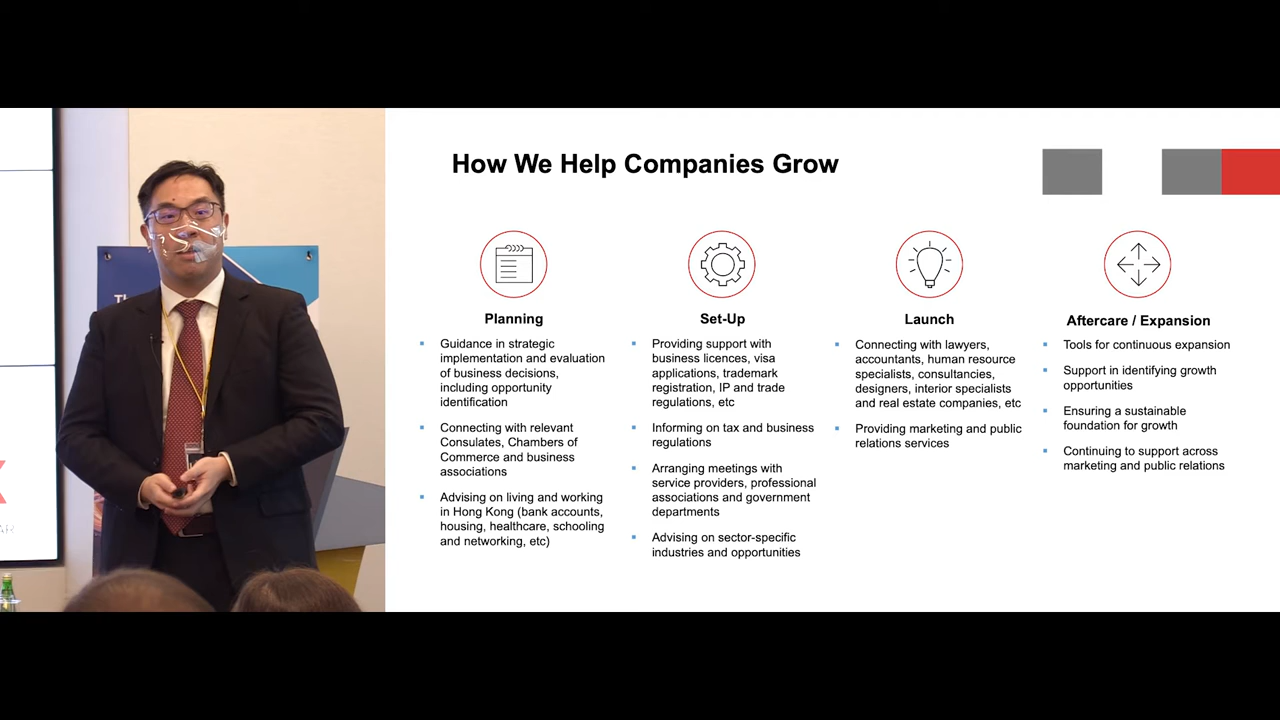 How We Help Companies Grow
Planning
Guidance in strategic
implementation and evaluation
of business decisions,
including opportunity
identification
Connecting with relevant
Consulates, Chambers of
Commerce and business
associations
Advising on living and working
in Hong Kong (bank accounts,
housing, healthcare, schooling
and networking, etc)
Set-Up
Providing support with
business licences, visa
applications, trademark
registration, IP and trade
regulations, etc
Informing on tax and business
regulations
Arranging meetings with
service providers, professional
associations and government
departments
Advising on sector-specific
industries and opportunities
Launch
Connecting with lawyers,
accountants, human resource
specialists, consultancies,
designers, interior specialists
and real estate companies, etc
Providing marketing and public
relations services
Aftercare / Expansion
Tools for continuous expansion
Support in identifying growth
opportunities
Ensuring a sustainable
foundation for growth
Continuing to support across
marketing and public relations